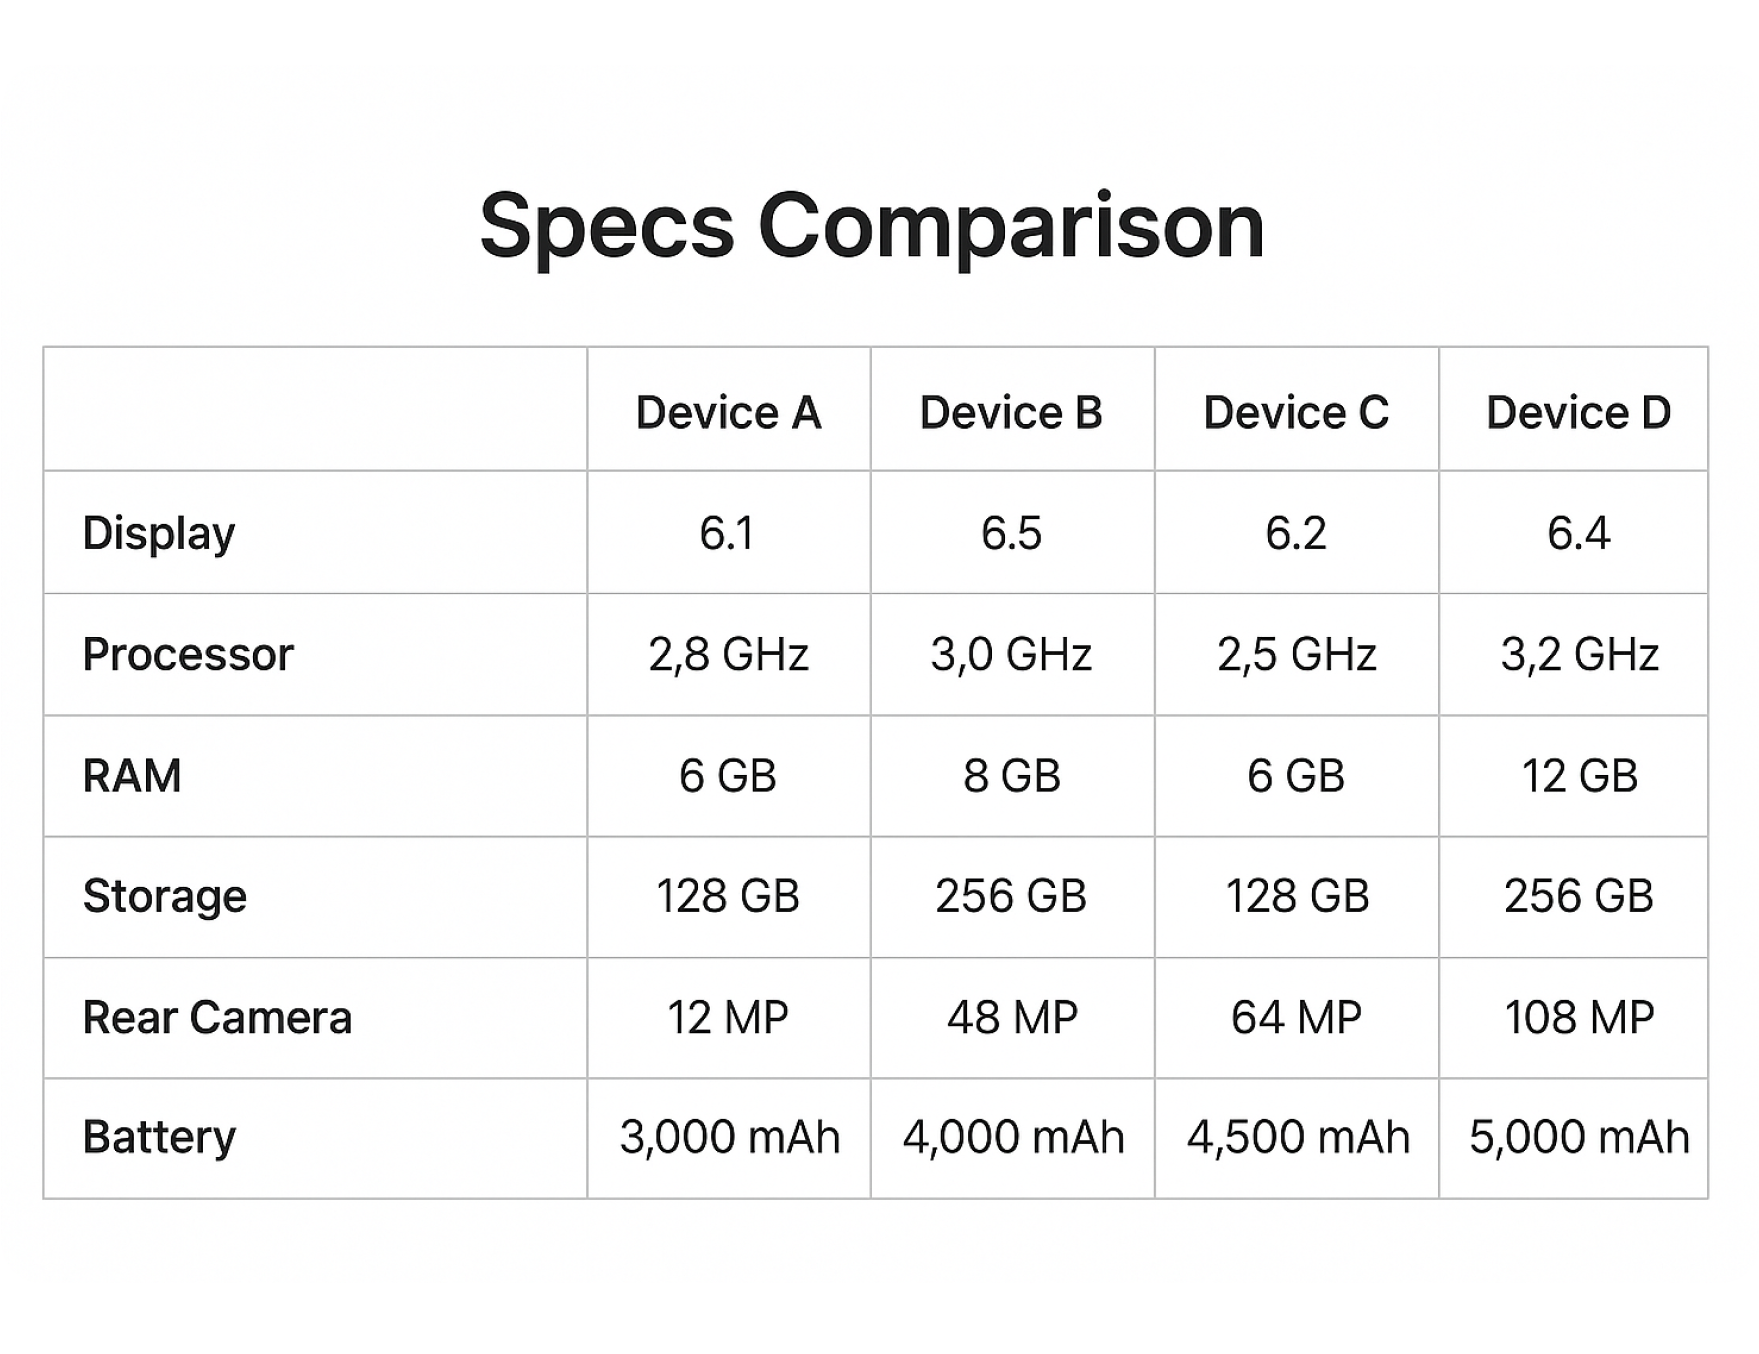 Specs Comparison
Device A Device B Device C Device D
Display 6.1 6.5 6.2 6.4
Processor 2,8 GHz 3,0 GHz 2,5 GHz 3,2 GHz
RAM 6 GB 8 GB 6 GB 12 GB
Storage 128 GB 256 GB 128 GB 256 GB
Rear Camera 12 MP 48 MP 64 MP 108 MP
Battery 3,000 mAh 4,000 mAh 4,500 mAh 5,000 mAh